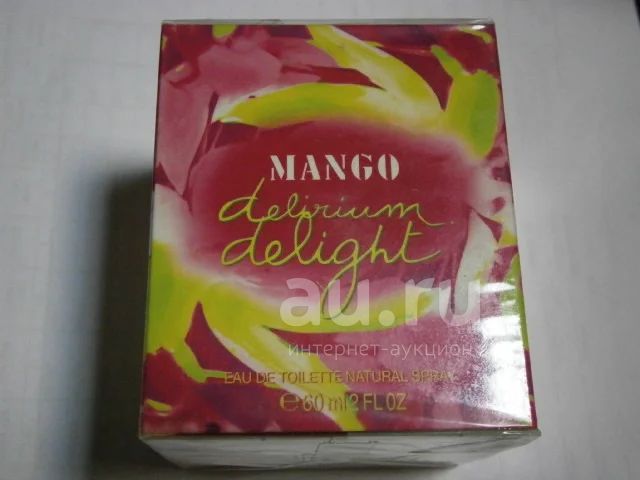 MANGO
delirium
delight
au.ru
интернет-аукцион
EAU DE TOILETTE NATURAL SPRAY
℮60 ml/2 FL OZ